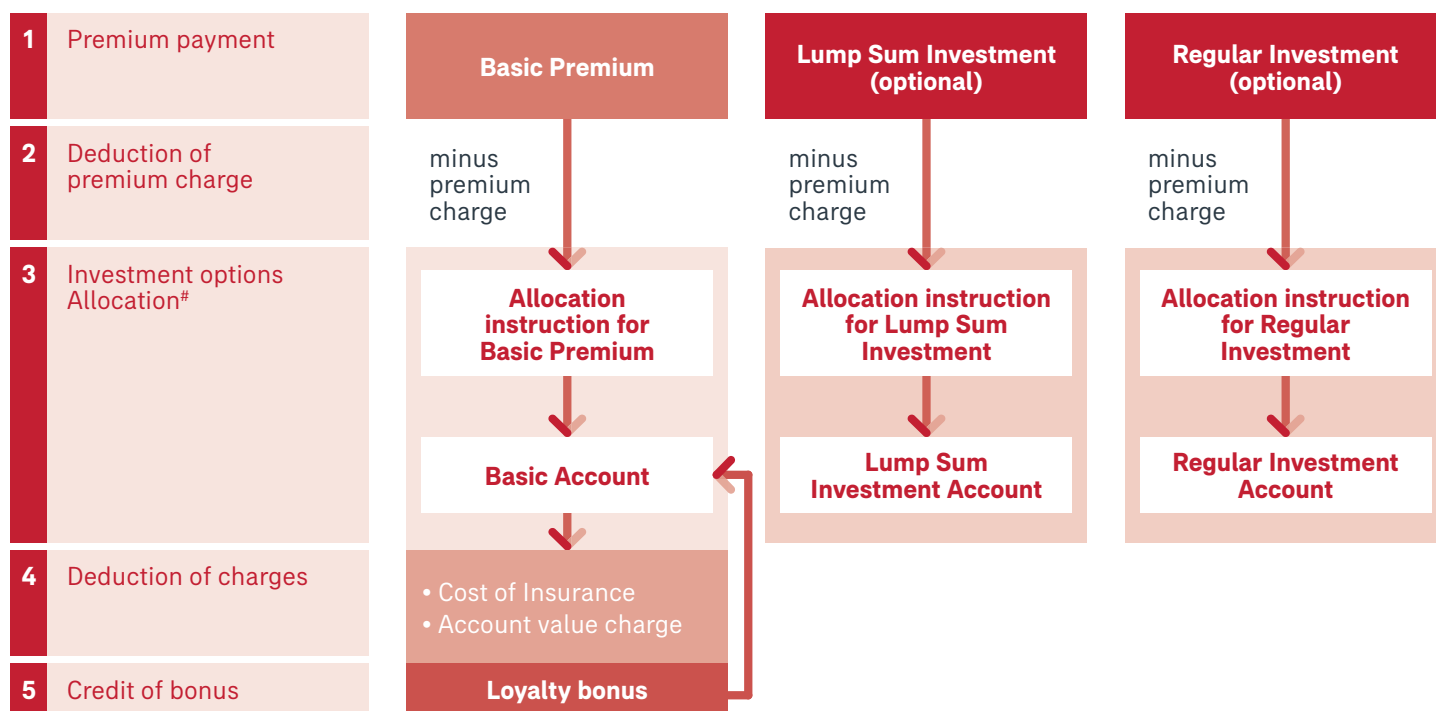 1
Premium payment
Basic Premium
Lump Sum Investment
(optional)
Regular Investment
(optional)
2
Deduction of
premium charge
minus
premium
charge
minus
premium
charge
minus
premium
charge
3
Investment options
Allocation#
Allocation
instruction for
Basic Premium
Allocation instruction
for Lump Sum
Investment
Allocation instruction
for Regular
Investment
Basic Account
Lump Sum
Investment Account
Regular Investment
Account
4
Deduction of charges
• Cost of Insurance
• Account value charge
5
Credit of bonus
Loyalty bonus